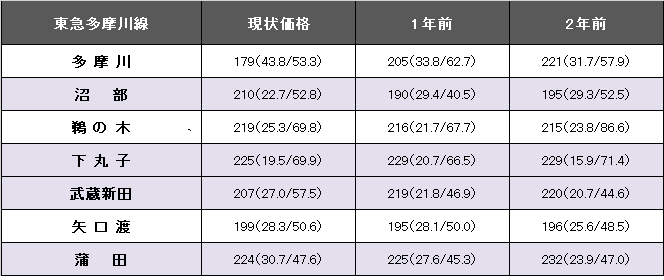 東急多摩川線 現状価格 1年前 2年前
多 摩 川 179(43.8/53.3) 205(33.8/62.7) 221(31.7/57.9)
沼 部 210(22.7/52.8) 190(29.4/40.5) 195(29.3/52.5)
鵜の木 、 219(25.3/69.8) 216(21.7/67.7) 215(23.8/86.6)
下 丸 子 225(19.5/69.9) 229(20.7/66.5) 229(15.9/71.4)
武蔵新田 207(27.0/57.5) 219(21.8/46.9) 220(20.7/44.6)
矢 口 渡 199(28.3/50.6) 195(28.1/50.0) 196(25.6/48.5)
蒲 田 224(30.7/47.6) 225(27.6/45.3) 232(23.9/47.0)